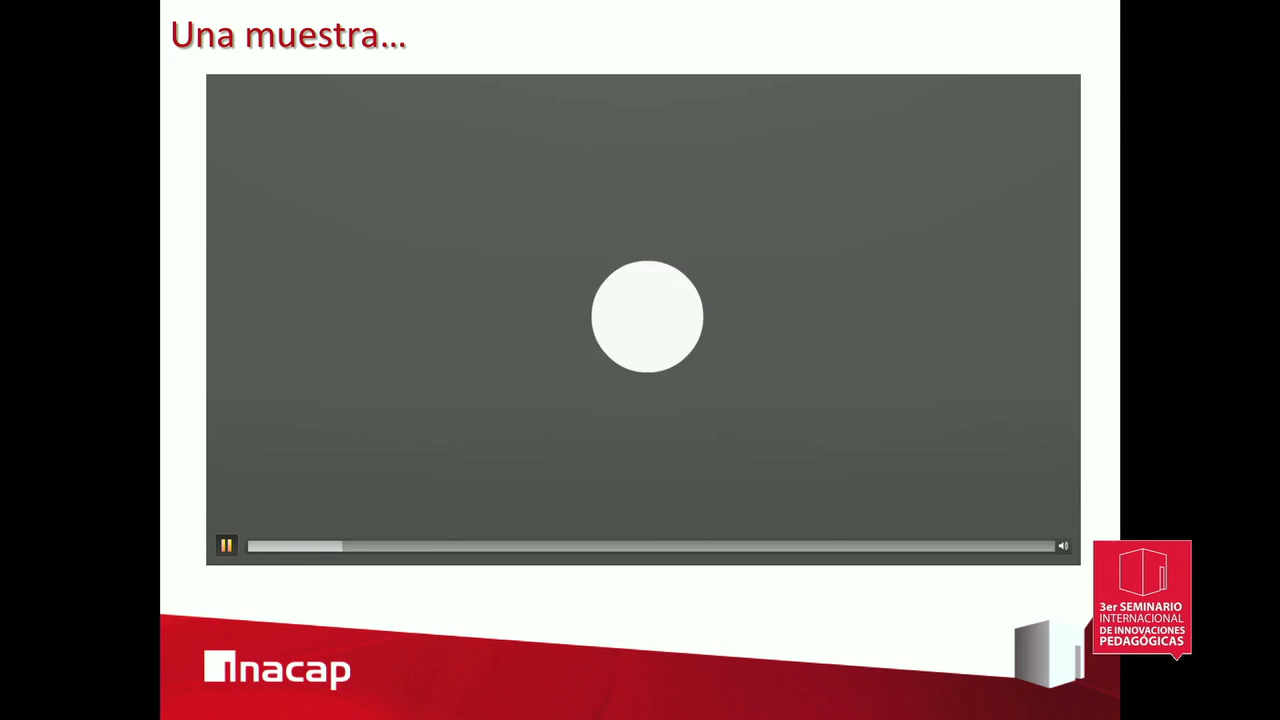 Una muestra...
Inacap
3er SEMINARIO
INTERNACIONAL
DE INNOVACIONES
PEDAGÓGICAS